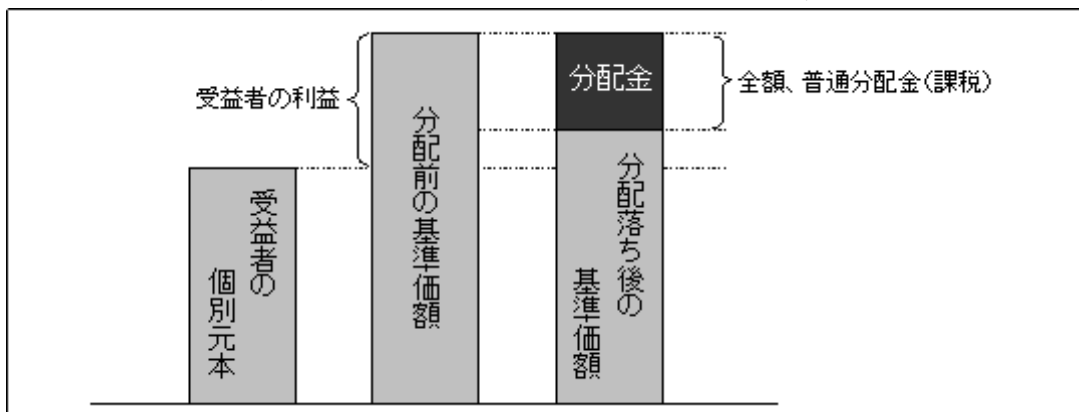 受益者の利益
分配金
全額、普通分配金(課税)
受益者の
個別元本
分配前の基準価額
分配落ち後の
基準価額